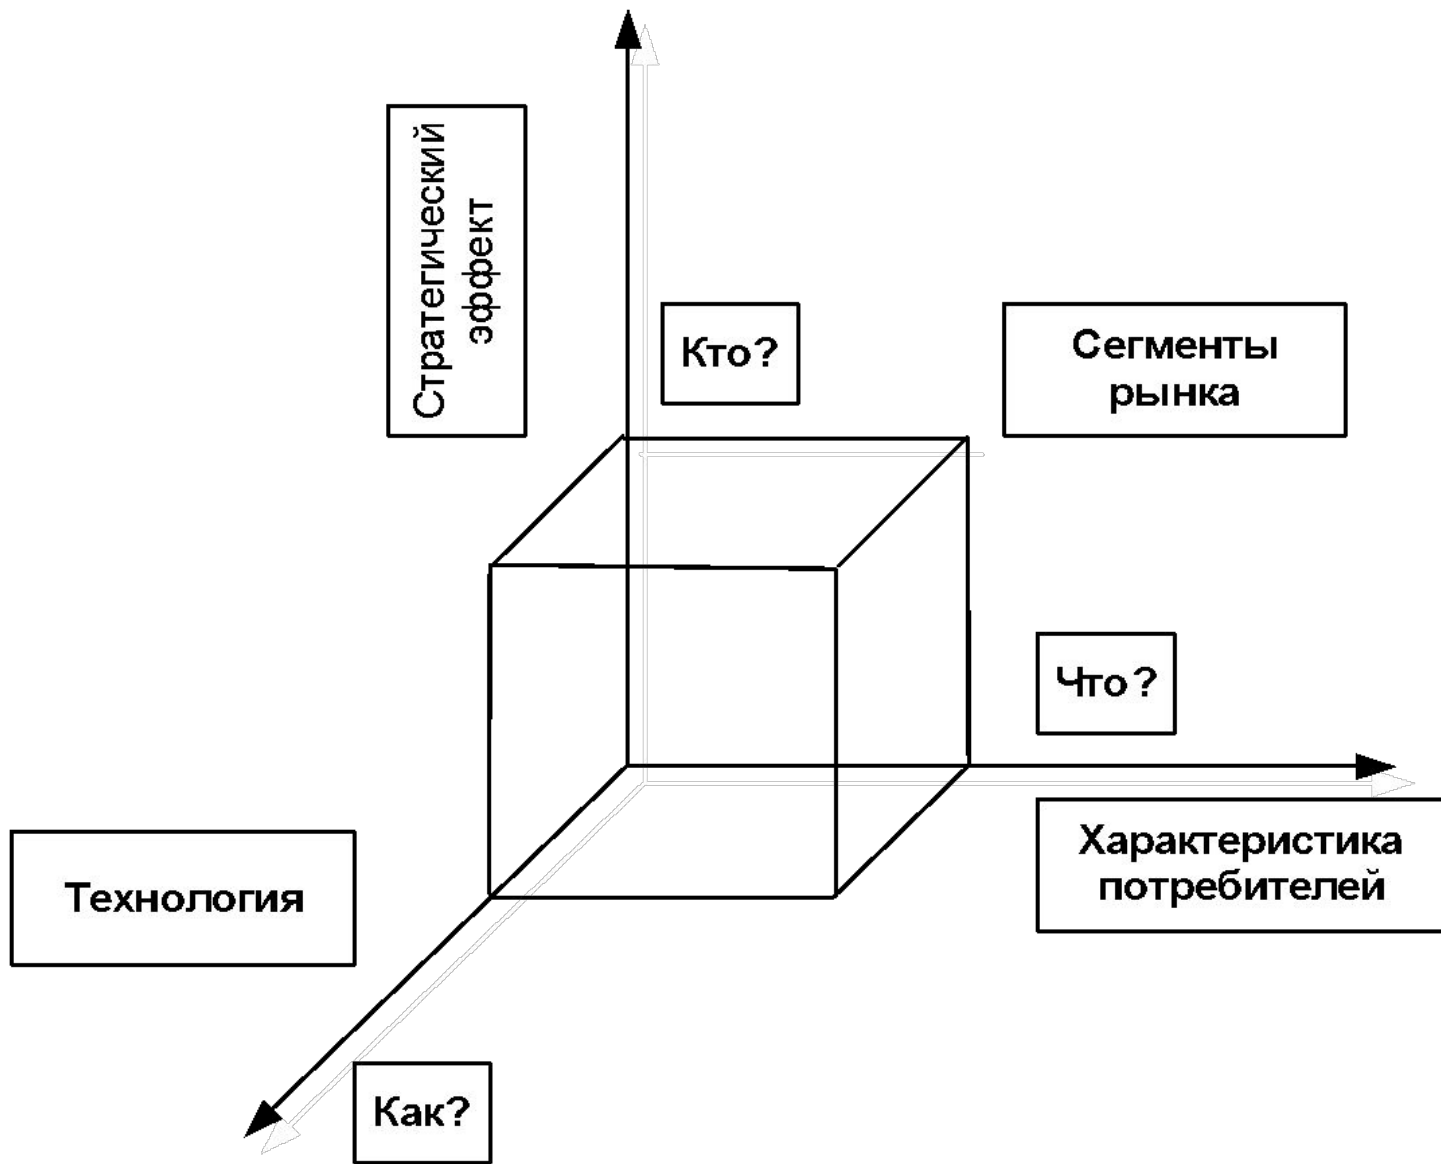 Стратегический
эффект
Кто?
Сегменты
рынка
Что?
Характеристика
потребителей
Технология
Как?